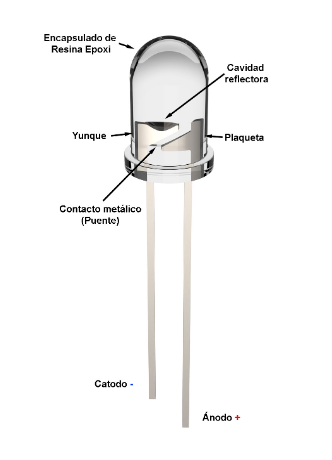 Encapsulado de
Resina Epoxi
Cavidad
reflectora
Yunque
Plaqueta
Contacto metálico
(Puente)
Catodo -
Ánodo +